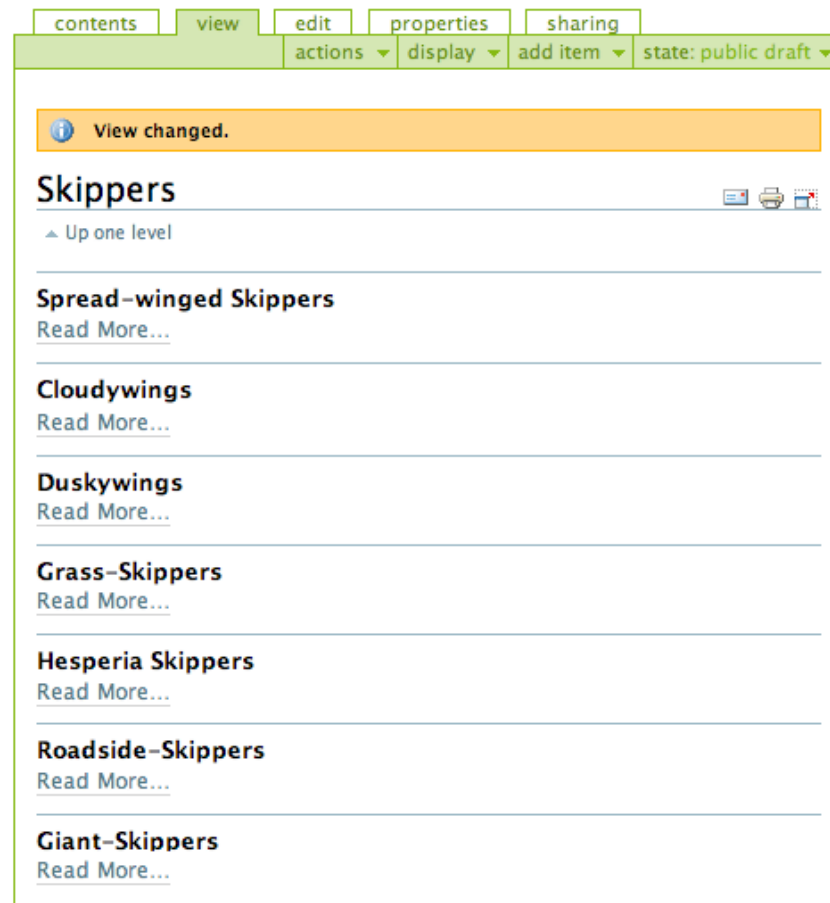 contents view edit properties sharing
actions display add item state: public draft
View changed.
Skippers
Up one level
Spread-winged Skippers
Read More...
Cloudywings
Read More...
Duskywings
Read More...
Grass-Skippers
Read More...
Hesperia Skippers
Read More...
Roadside-Skippers
Read More...
Giant-Skippers
Read More...